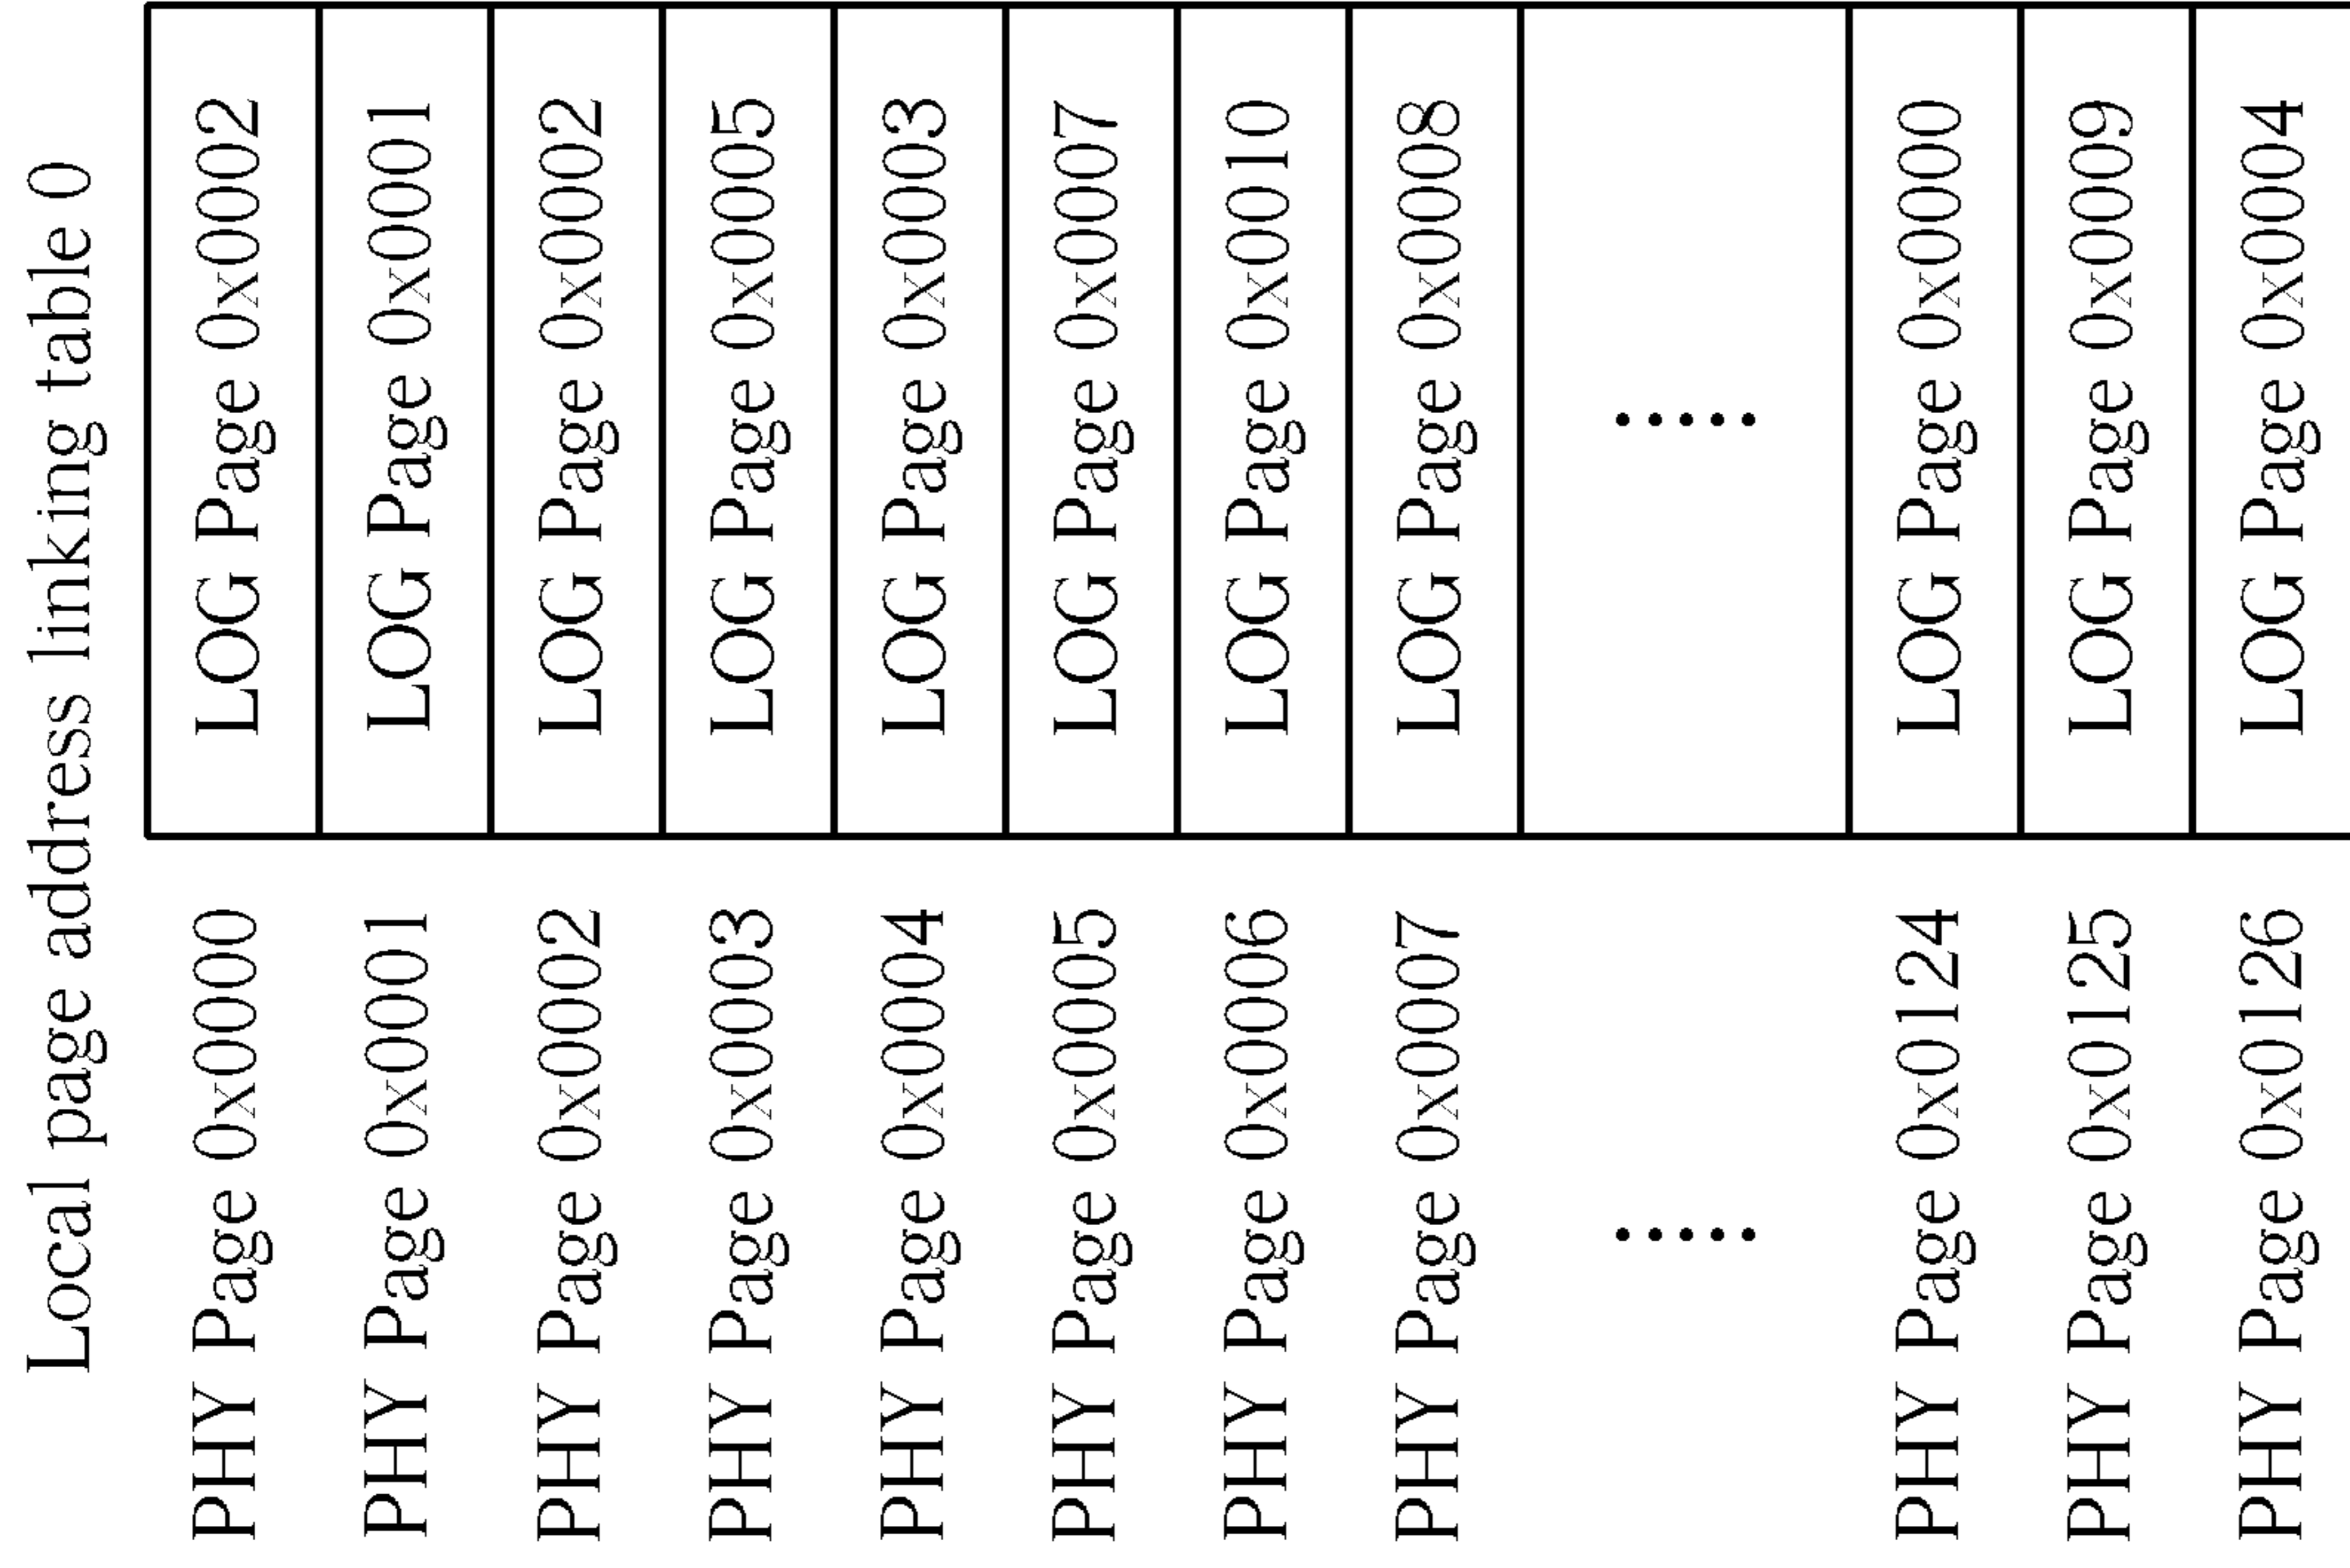 Local page address linking table 0
PHY Page 0x0000 LOG Page 0x0002
PHY Page 0x0001 LOG Page 0x0001
PHY Page 0x0002 LOG Page 0x0002
PHY Page 0x0003 LOG Page 0x0005
PHY Page 0x0004 LOG Page 0x0003
PHY Page 0x0005 LOG Page 0x0007
PHY Page 0x0006 LOG Page 0x0010
PHY Page 0x0007 LOG Page 0x0008
..... .....
PHY Page 0x0124 LOG Page 0x0000
PHY Page 0x0125 LOG Page 0x0009
PHY Page 0x0126 LOG Page 0x0004